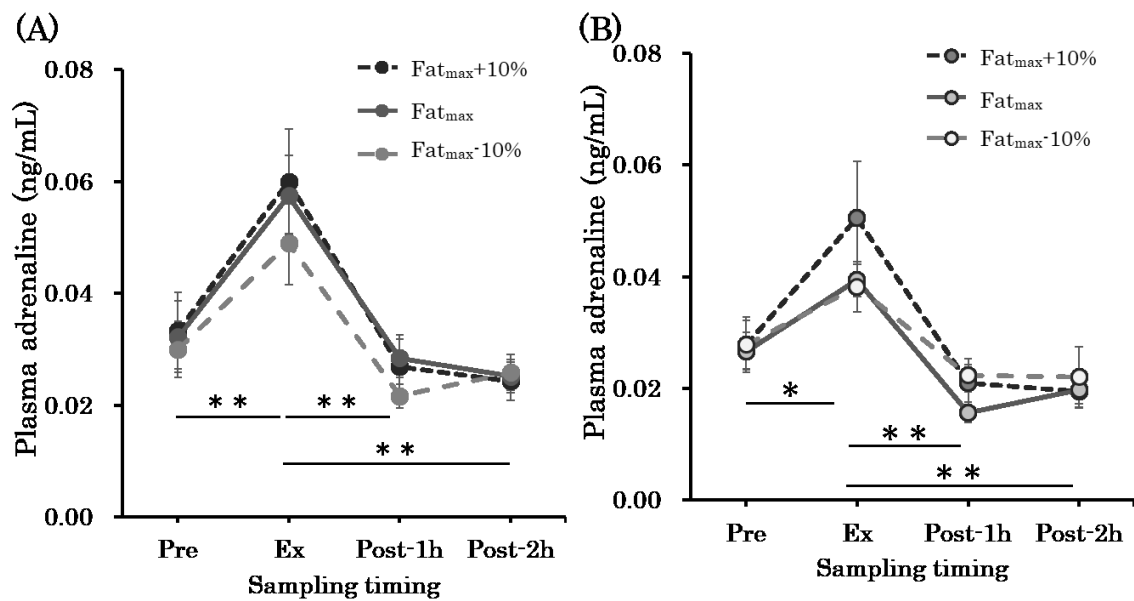 (A)
Plasma adrenaline (ng/mL)
0.08
0.06
0.04
0.02
0.00
Fatmax+10%
Fatmax
Fatmax-10%
* *
* *
* *
Pre
Ex
Post-1h
Post-2h
Sampling timing
(B)
Plasma adrenaline (ng/mL)
0.08
0.06
0.04
0.02
0.00
Fatmax+10%
Fatmax
Fatmax-10%
*
* *
* *
Pre
Ex
Post-1h
Post-2h
Sampling timing